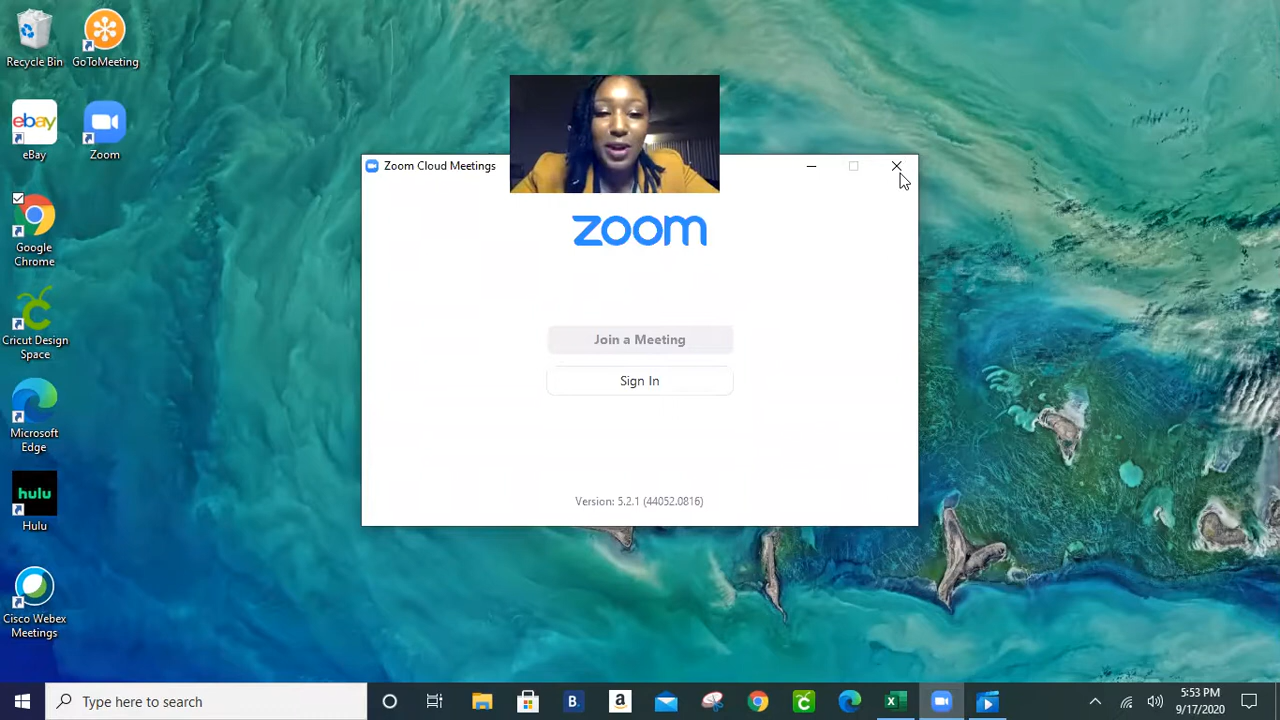 Recycle Bin
GoToMeeting
ebay
eBay
Zoom
Google
Chrome
Cricut Design
Space
Microsoft
Edge
hulu
Hulu
Cisco Webex
Meetings
Zoom Cloud Meetings
zoom
Join a Meeting
Sign In
Version: 5.2.1 (44052.0816)
Type here to search
B.
a
X
5:53 PM
9/17/2020